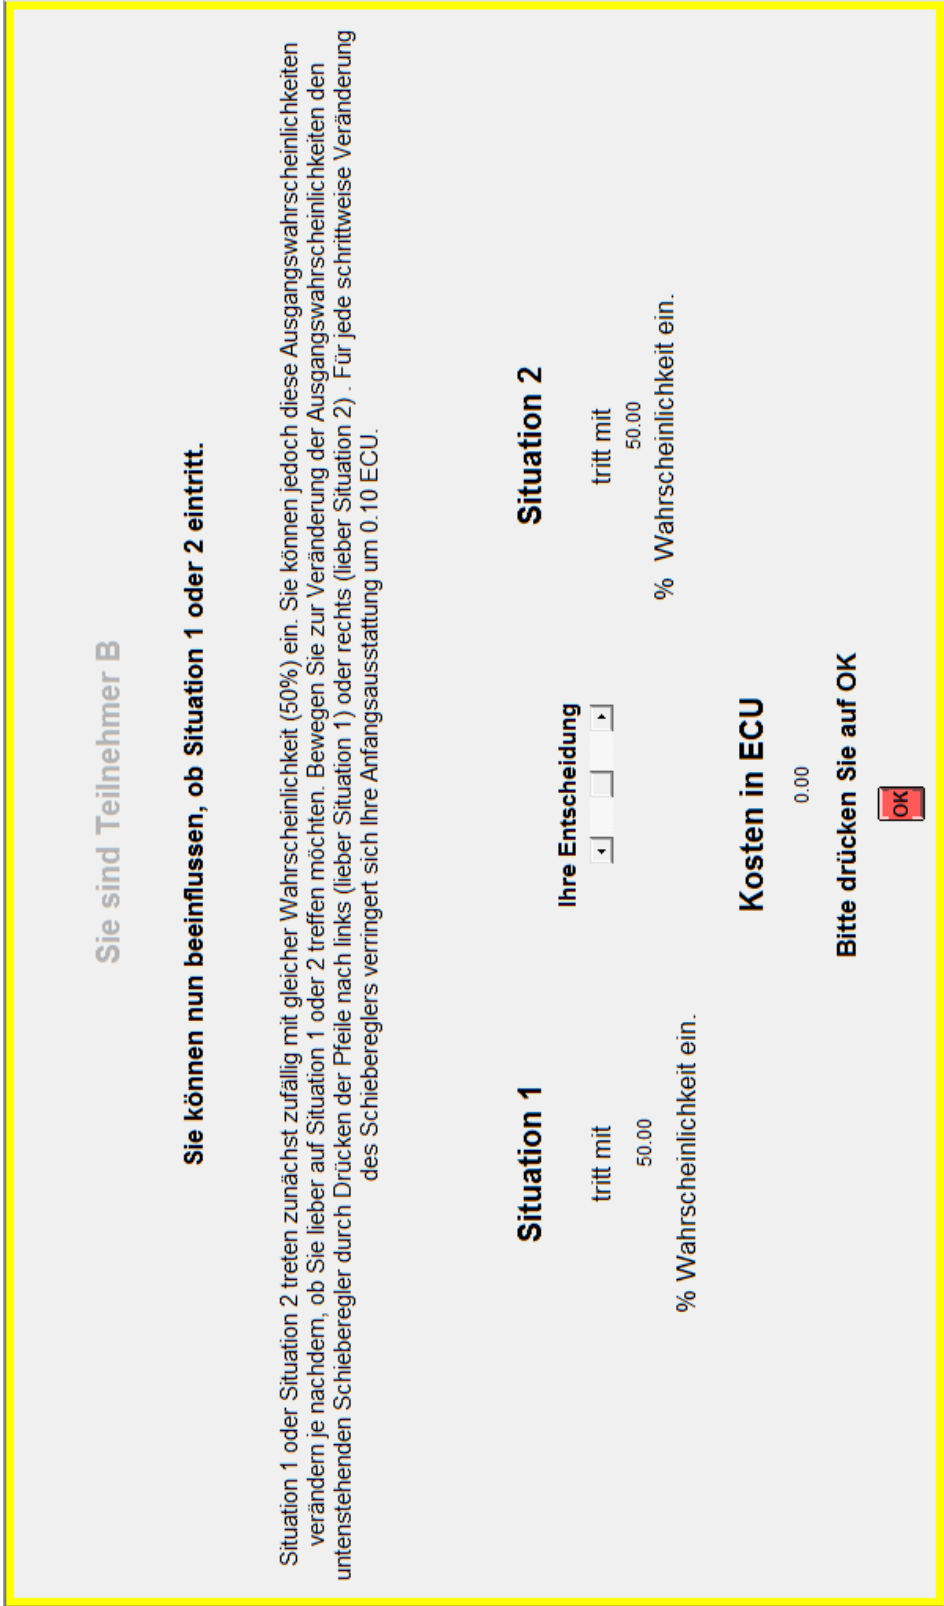 Sie sind Teilnehmer B
Sie können nun beeinflussen, ob Situation 1 oder 2 eintritt.
Situation 1 oder Situation 2 treten zunächst zufällig mit gleicher Wahrscheinlichkeit (50%) ein. Sie können jedoch diese Ausgangswahrscheinlichkeiten
verändern je nachdem, ob Sie lieber auf Situation 1 oder 2 treffen möchten. Bewegen Sie zur Veränderung der Ausgangswahrscheinlichkeiten den
untenstehenden Schieberegler durch Drücken der Pfeile nach links (lieber Situation 1) oder rechts (lieber Situation 2) . Für jede schrittweise Veränderung
des Schiebereglers verringert sich Ihre Anfangsausstattung um 0.10 ECU.
Situation 1
tritt mit
50.00
% Wahrscheinlichkeit ein.
Ihre Entscheidung
Situation 2
tritt mit
50.00
% Wahrscheinlichkeit ein.
Kosten in ECU
0.00
Bitte drücken Sie auf OK
OK